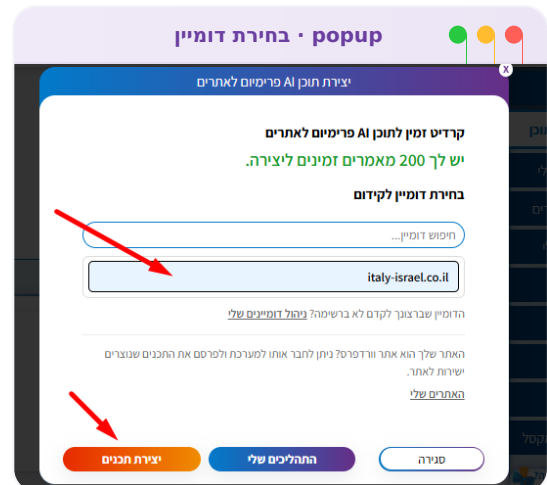 popup · בחירת דומיין
X
יצירת תוכן AI פרימיום לאתרים
קרדיט זמין לתוכן AI פרימיום לאתרים
יש לך 200 מאמרים זמינים ליצירה.
בחירת דומיין לקידום
חיפוש דומיין...
italy-israel.co.il
הדומיין שברצונך לקדם לא ברשימה? ניהול דומיינים שלי
האתר שלך הוא אתר וורדפרס? ניתן לחבר אותו למערכת ולפרסם את התכנים שנוצרים
ישירות לאתר.
האתרים שלי
סגירה
התהליכים שלי
יצירת תכנים